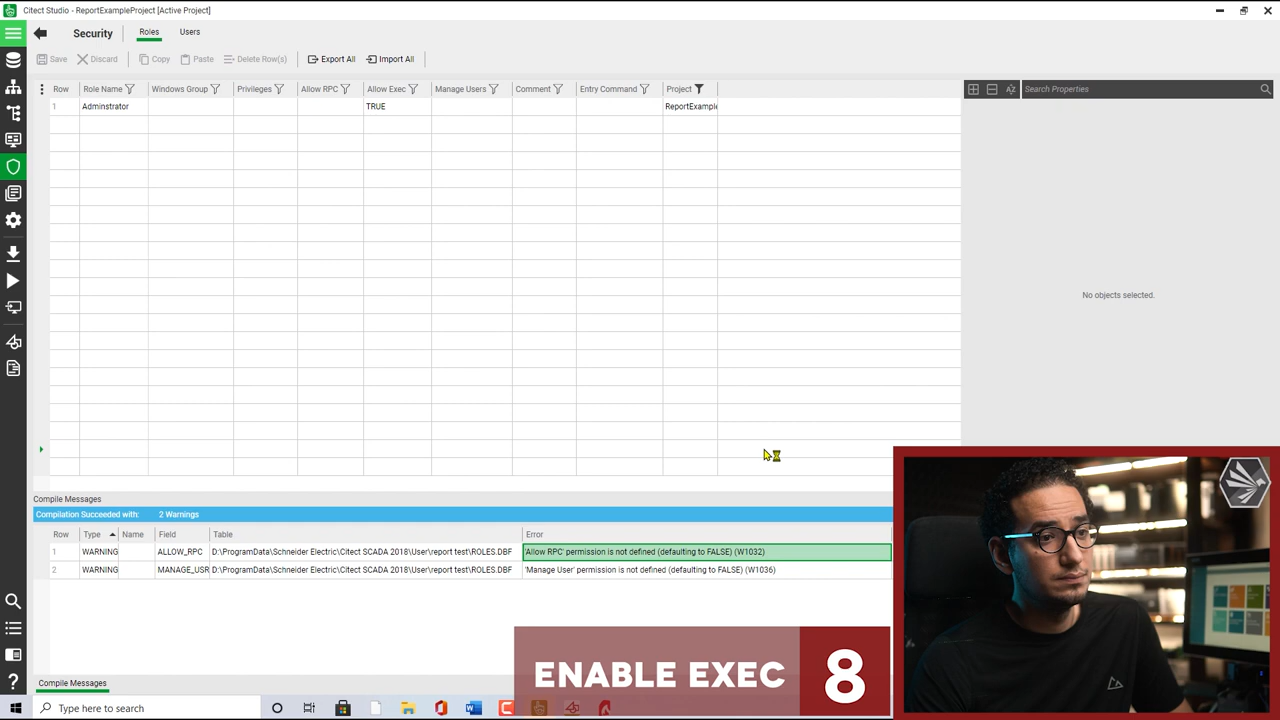 Citect Studio - ReportExampleProject [Active Project]
Security Roles Users
Save Discard Copy Paste Delete Row(s) Export All Import All
Row Role Name Windows Group Privileges Allow RPC Allow Exec Manage Users Comment Entry Command Project
Search Properties
1 Adminstrator TRUE ReportExample
No objects selected.
Compile Messages
Compilation Succeeded with: 2 Warnings
Row Type Name Field Table Error
1 WARNING ALLOW_RPC D:\ProgramData\Schneider Electric\Citect SCADA 2018\User\report test\ROLES.DBF 'Allow RPC' permission is not defined (defaulting to FALSE) (W1032)
2 WARNING MANAGE_USR D:\ProgramData\Schneider Electric\Citect SCADA 2018\User\report test\ROLES.DBF 'Manage User' permission is not defined (defaulting to FALSE) (W1036)
ENABLE EXEC 8
Compile Messages
Type here to search